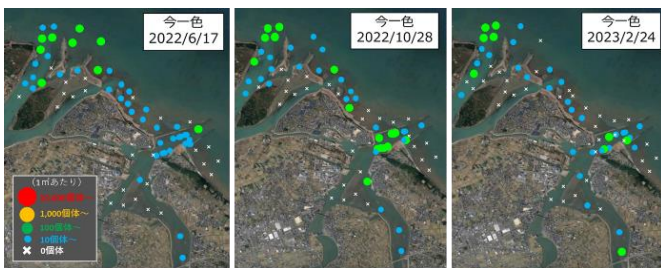 今一色
2022/6/17
今一色
2022/10/28
今一色
2023/2/24
(1㎡あたり)
1,000個体~
100個体~
10個体~
0個体